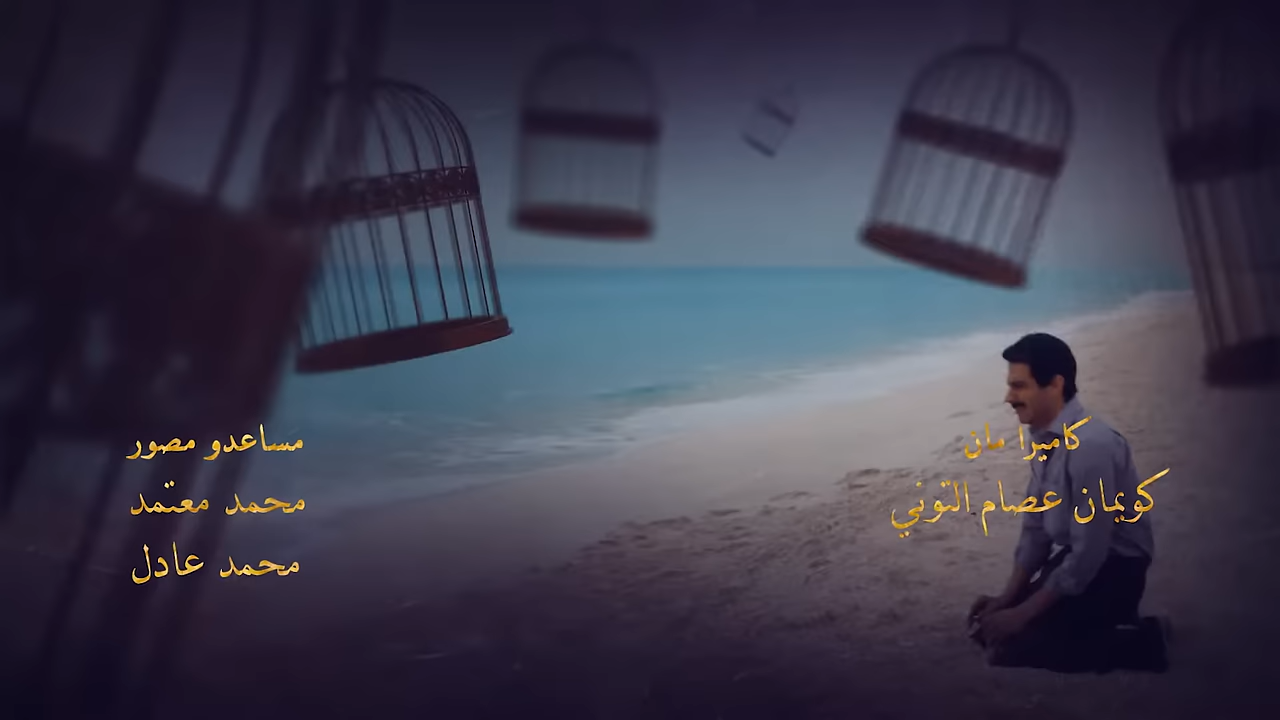 كاميرا مان
كويمان عصام التوني
مساعدو مصور
محمد معتمد
محمد عادل